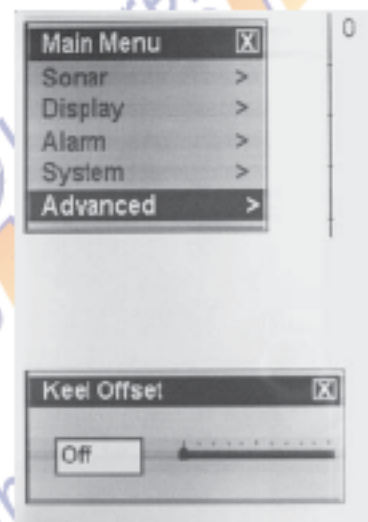 0
Main Menu X
Sonar >
Display >
Alarm >
System >
Advanced >
Keel Offset X
Off